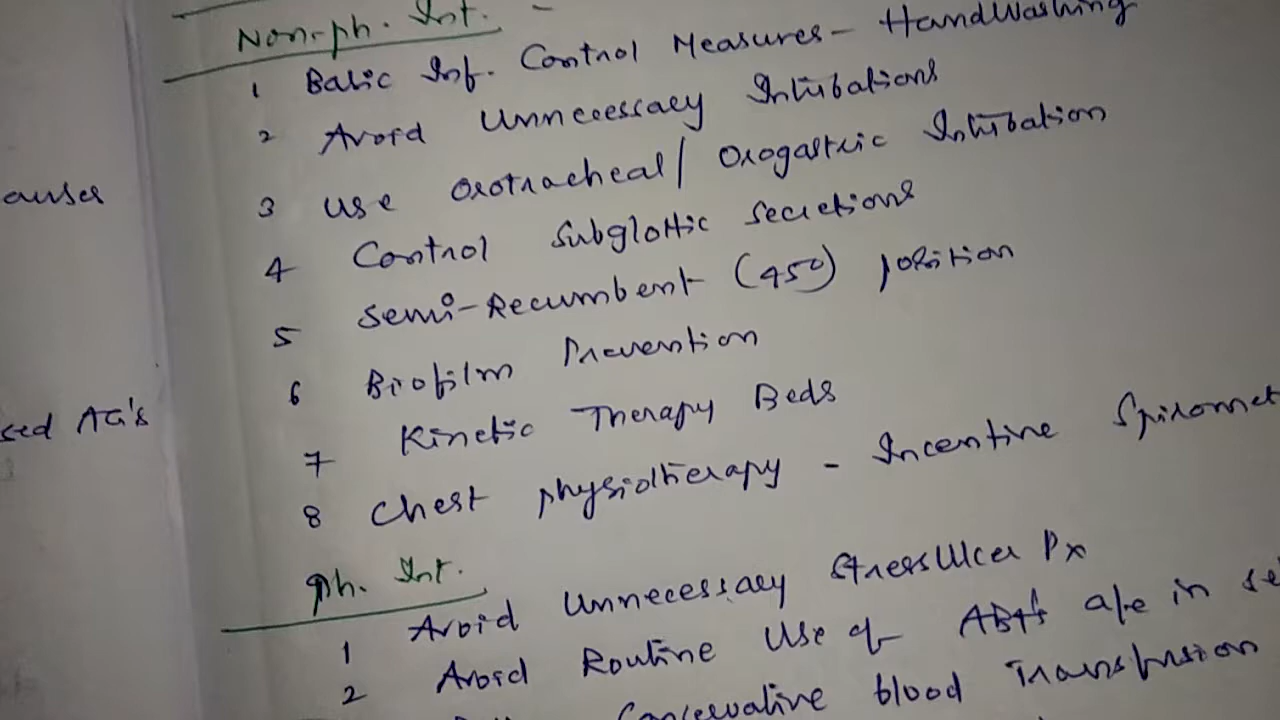 Non-ph. Int. -
1 Basic Inf. Control Measures - HandWashing
2 Avoid Unnecessary Intubations
3 Use Orotracheal/ Orogastric Intubation
auses
4 Control Subglottic Secretions
5 Semi-Recumbent (45°) position
6 Biofilm Prevention
7 Kinetic Therapy Beds
sed AG's
8 Chest physiotherapy - Incentive Spiromet
Ph. Int.
1 Avoid Unnecessary Stress Ulcer Px
2 Avoid Routine Use of in se
Conservative blood Transfusion